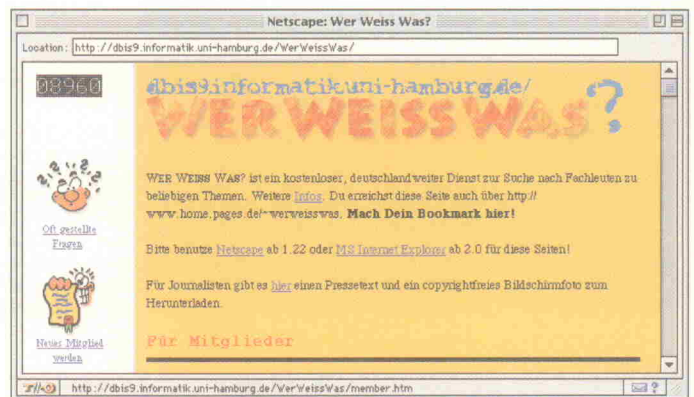 Netscape: Wer Weiss Was?
Location: http://dbis9.informatik.uni-hamburg.de/WerWeissWas/
08960
dbis9.informatik.uni-hamburg.de/
WER WEISS WAS?
WER WEISS WAS? ist ein kostenloser, deutschlandweiter Dienst zur Suche nach Fachleuten zu
beliebigen Themen. Weitere Infos. Du erreichst diese Seite auch über http://
www.home.pages.de/~werweisswas. Mach Dein Bookmark hier!
Oft gestellte
Fragen
Bitte benutze Netscape ab 1.22 oder MS Internet Explorer ab 2.0 für diese Seiten!
Für Journalisten gibt es hier einen Pressetext und ein copyrightfreies Bildschirmfoto zum
Herunterladen.
Neues Mitglied
werden
Für Mitglieder
http://dbis9.informatik.uni-hamburg.de/WerWeissWas/member.htm